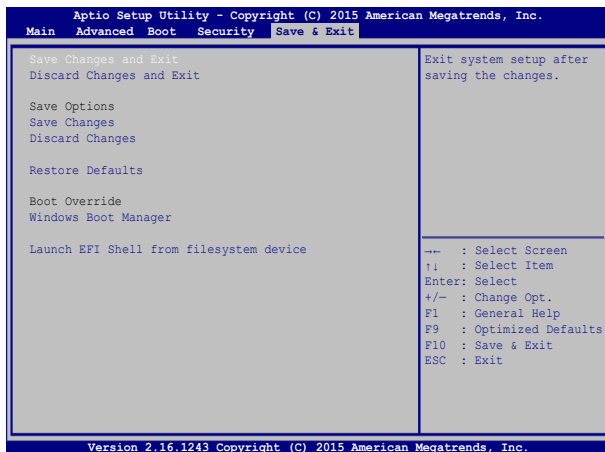 Aptio Setup Utility - Copyright (C) 2015 American Megatrends, Inc.
Main Advanced Boot Security Save & Exit
Save Changes and Exit
Discard Changes and Exit
Save Options
Save Changes
Discard Changes
Restore Defaults
Boot Override
Windows Boot Manager
Launch EFI Shell from filesystem device
Exit system setup after
saving the changes.
→← : Select Screen
↑↓ : Select Item
Enter: Select
+/— : Change Opt.
F1 : General Help
F9 : Optimized Defaults
F10 : Save & Exit
ESC : Exit
Version 2.16.1243 Copyright (C) 2015 American Megatrends, Inc.